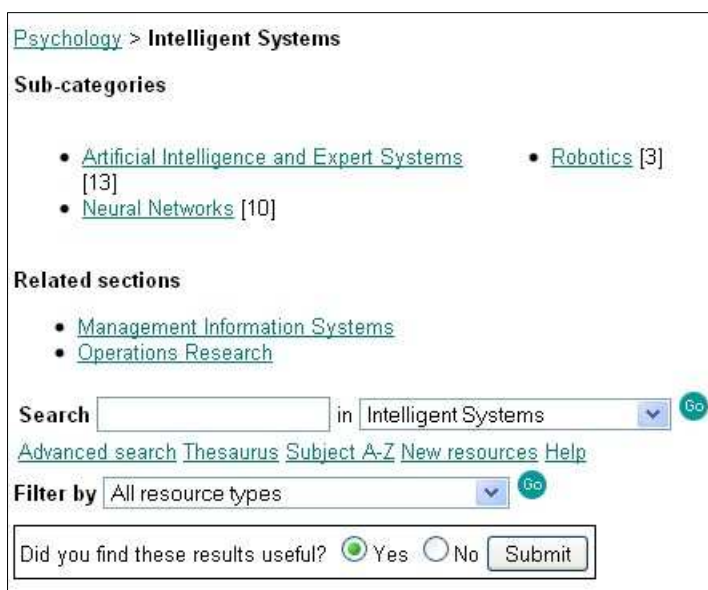 Psychology > Intelligent Systems
Sub-categories
• Artificial Intelligence and Expert Systems
[13]
• Neural Networks [10]
• Robotics [3]
Related sections
• Management Information Systems
• Operations Research
Search in Intelligent Systems Go
Advanced search Thesaurus Subject A-Z New resources Help
Filter by All resource types Go
Did you find these results useful? Yes No Submit